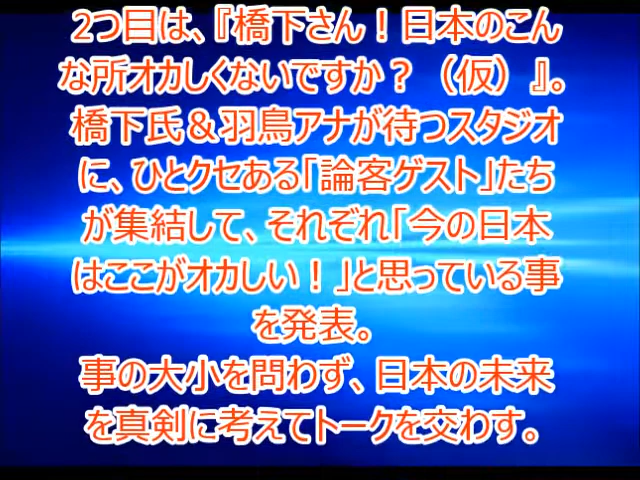 2つ目は、『橋下さん！日本のこん
な所オカしくないですか？（仮）』。
橋下氏＆羽鳥アナが待つスタジオ
に、ひとクセある「論客ゲスト」たち
が集結して、それぞれ「今の日本
はここがオカしい！」と思っている事
を発表。
事の大小を問わず、日本の未来
を真剣に考えてトークを交わす。